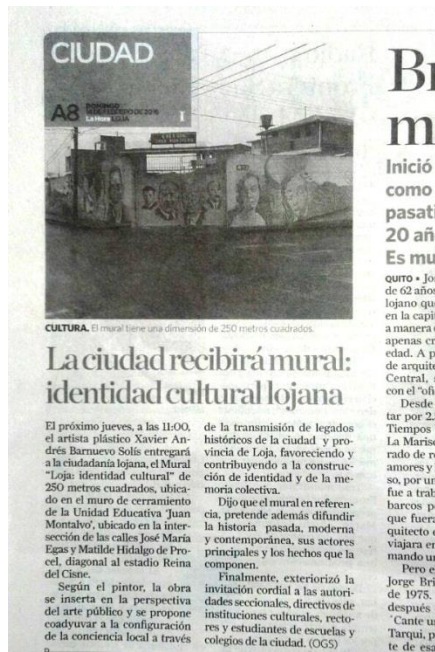 CIUDAD
A8 DOMINGO
La Hora LOJA
I
CULTURA. El mural tiene una dimensión de 250 metros cuadrados.
La ciudad recibirá mural:
identidad cultural lojana
El próximo jueves, a las 11:00,
el artista plástico Xavier An-
drés Barnuevo Solís entregará
a la ciudadanía lojana, el Mural
"Loja: identidad cultural" de
250 metros cuadrados, ubica-
do en el muro de cerramiento
de la Unidad Educativa 'Juan
Montalvo', ubicado en la inter-
sección de las calles José María
Egas y Matilde Hidalgo de Pro-
cel, diagonal al estadio Reina
del Cisne.
Según el pintor, la obra
se inserta en la perspectiva
del arte público y se propone
coadyuvar a la configuración
de la conciencia local a través
de la transmisión de legados
históricos de la ciudad y pro-
vincia de Loja, favoreciendo y
contribuyendo a la construc-
ción de identidad y de la me-
moria colectiva.
Dijo que el mural en referen-
cia, pretende además difundir
la historia pasada, moderna
y contemporánea, sus actores
principales y los hechos que la
componen.
Finalmente, exteriorizó la
invitación cordial a las autori-
dades seccionales, directivos de
instituciones culturales, recto-
res y estudiantes de escuelas y
colegios de la ciudad. (OGS)
Inició
como
20 añ
Es mu
QUITO • Jo
de 62 años
lojano qu
en la capi
a manera
apenas cr
edad. A p
de arquite
Central,
con el "ofi
Desde
tar por 2.
Tiempos
La Maris
rado de r
amores y
so, por un
fue a trab
barcos p
que fuera
quitecto
viajara en
mando un
Pero e
Jorge Bri
de 1975.
después
'Cante un
Tarqui, p
te de esa